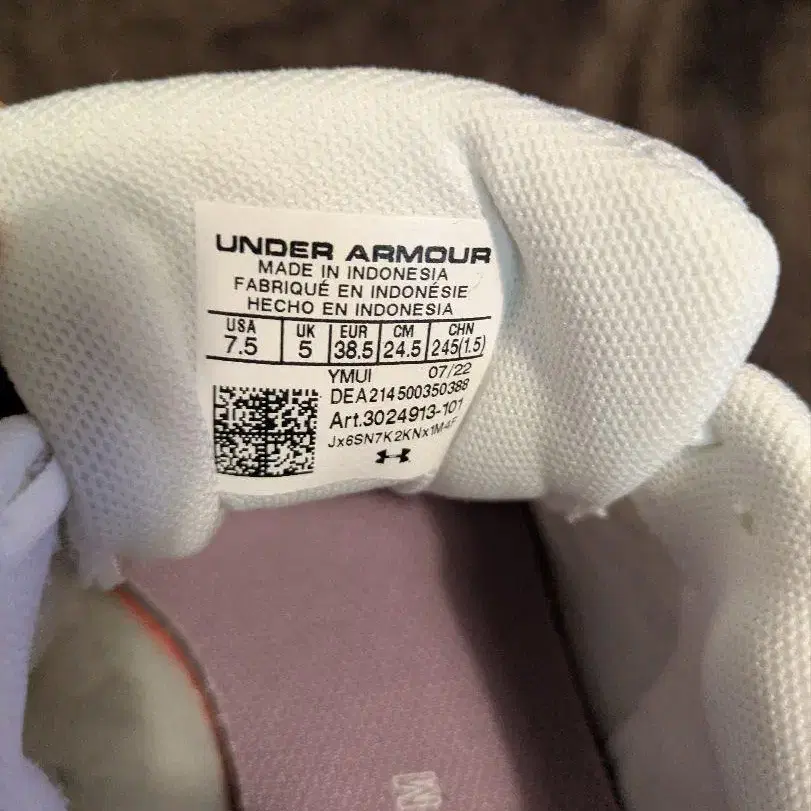 UNDER ARMOUR
MADE IN INDONESIA
FABRIQUÉ EN INDONÉSIE
HECHO EN INDONESIA
USA UK EUR CM CHN
7.5 5 38.5 24.5 245(1.5)
YMUI 07/22
DEA214500350388
Art.3024913-101